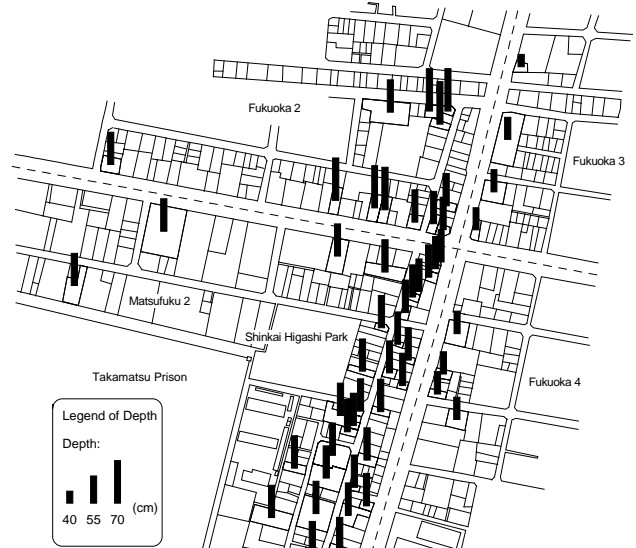 Fukuoka 2
Fukuoka 3
Matsufuku 2
Shinkai Higashi Park
Takamatsu Prison
Fukuoka 4
Legend of Depth
Depth:
(cm)
40 55 70